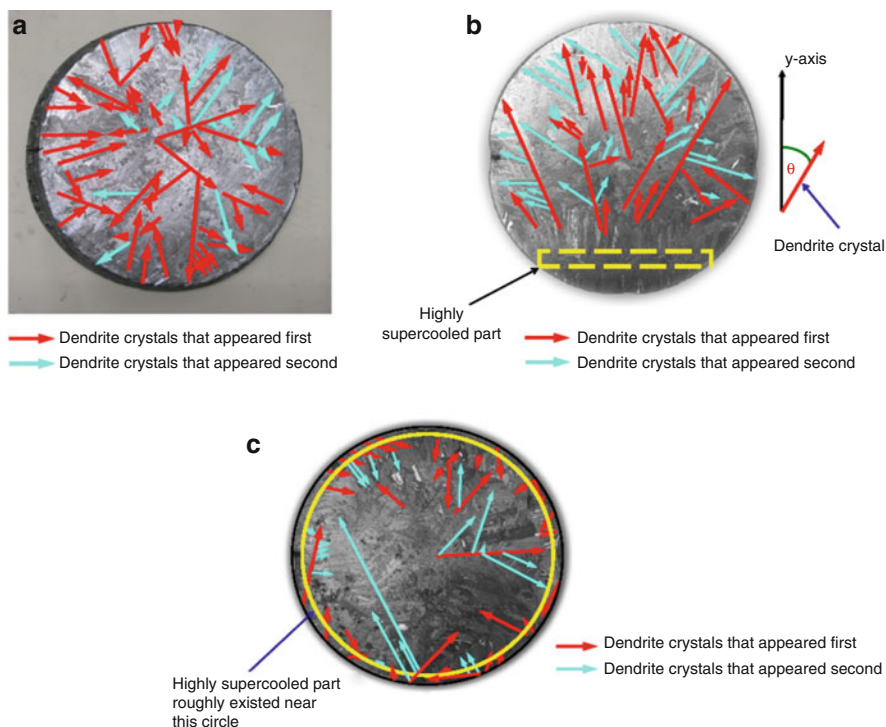 a
b
y-axis
θ
Dendrite crystal
Highly
supercooled part
Dendrite crystals that appeared first
Dendrite crystals that appeared second
Dendrite crystals that appeared first
Dendrite crystals that appeared second
c
Highly supercooled part
roughly existed near
this circle
Dendrite crystals that appeared first
Dendrite crystals that appeared second